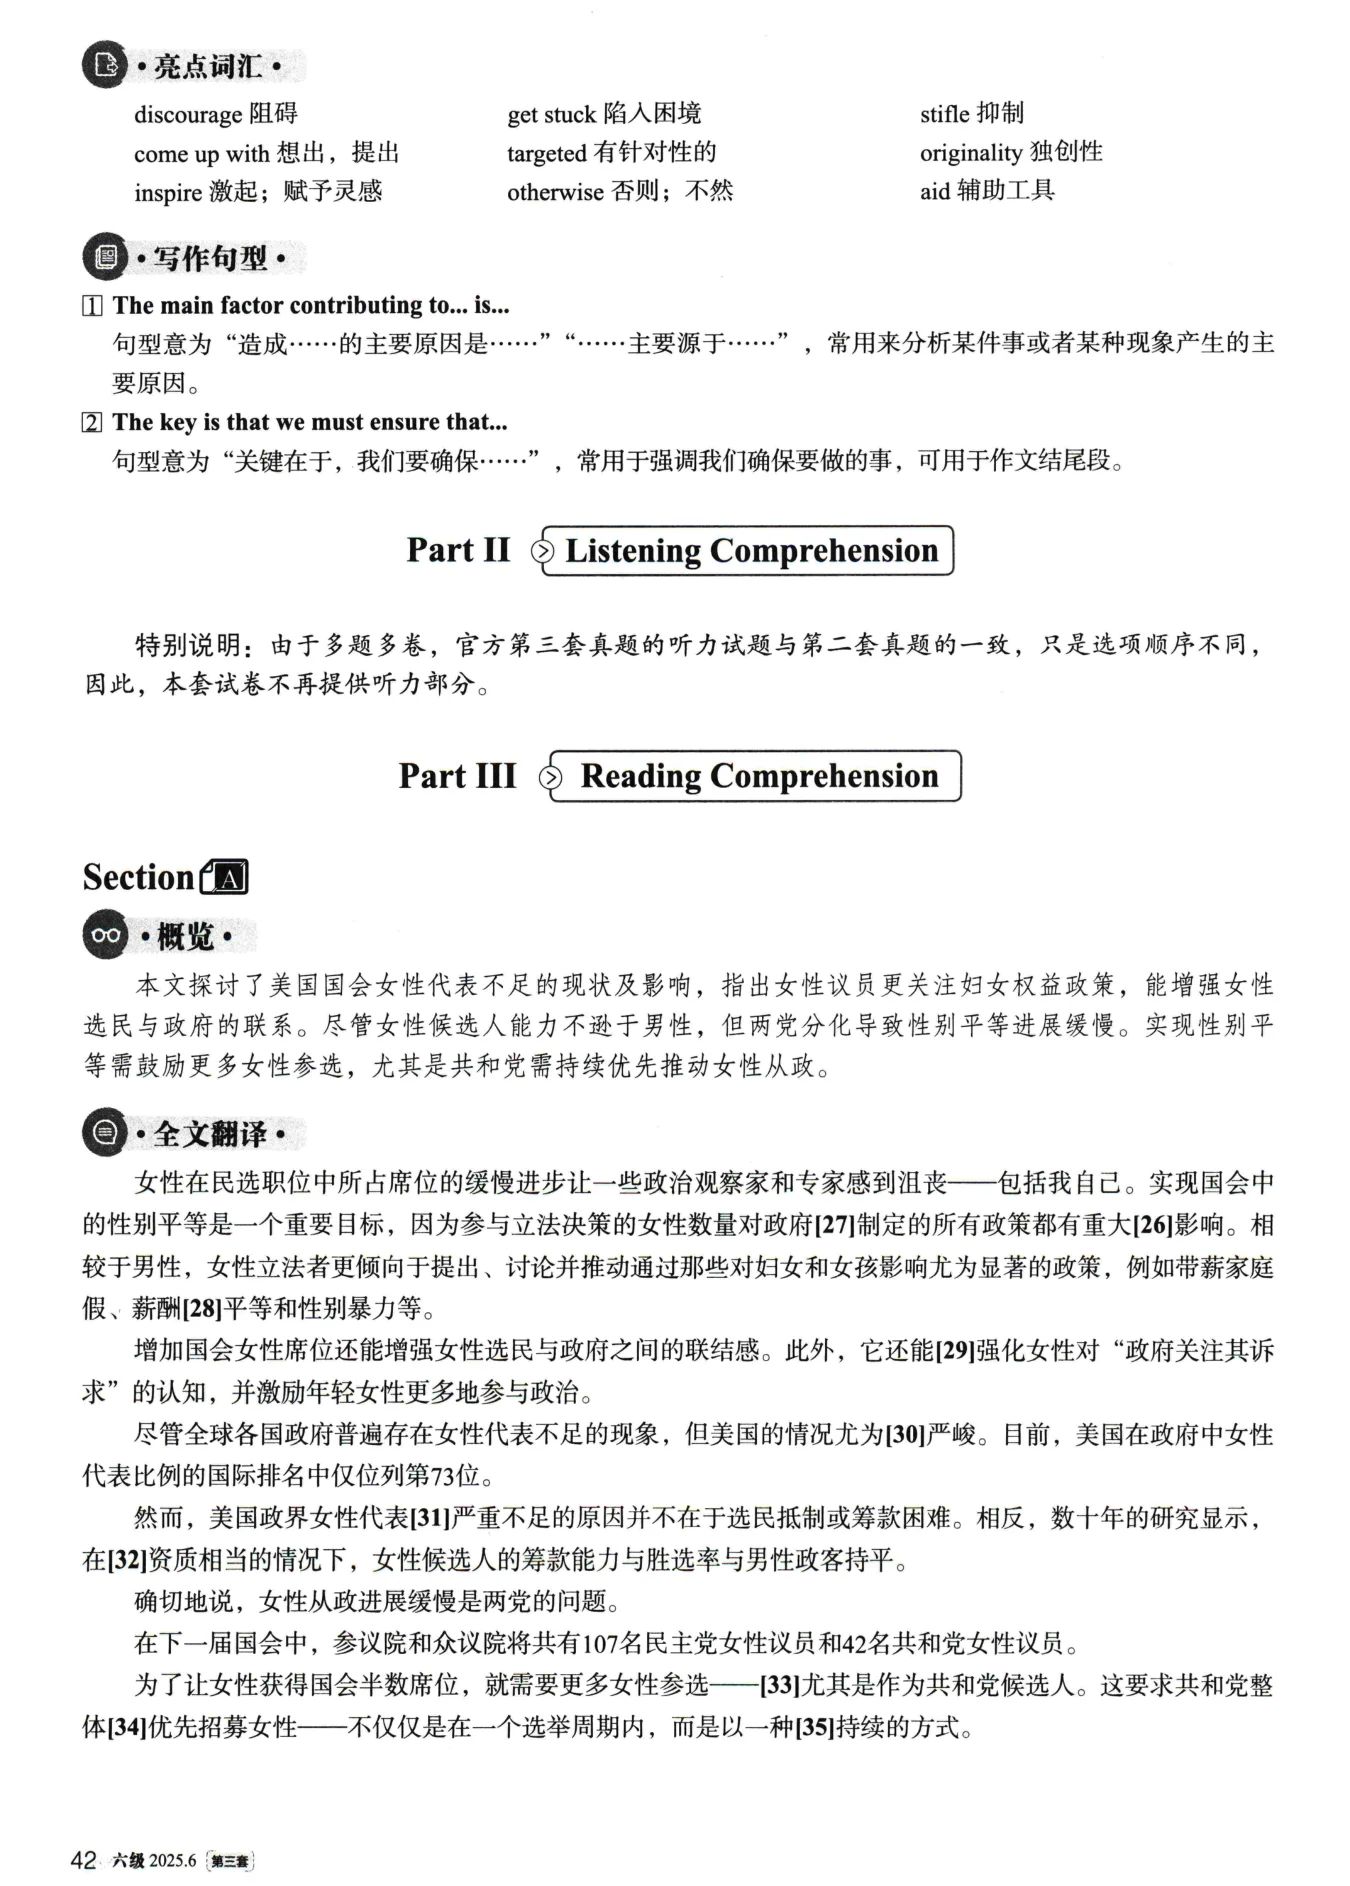 ·亮点词汇·
discourage 阻碍 get stuck 陷入困境 stifle 抑制
come up with 想出，提出 targeted 有针对性的 originality 独创性
inspire 激起；赋予灵感 otherwise 否则；不然 aid 辅助工具
·写作句型·
1 The main factor contributing to... is...
句型意为“造成……的主要原因是……”“……主要源于……”，常用来分析某件事或者某种现象产生的主
要原因。
2 The key is that we must ensure that...
句型意为“关键在于，我们要确保……”，常用于强调我们确保要做的事，可用于作文结尾段。
Part II Listening Comprehension
特别说明：由于多题多卷，官方第三套真题的听力试题与第二套真题的一致，只是选项顺序不同，
因此，本套试卷不再提供听力部分。
Part III Reading Comprehension
Section A
·概览·
本文探讨了美国国会女性代表不足的现状及影响，指出女性议员更关注妇女权益政策，能增强女性
选民与政府的联系。尽管女性候选人能力不逊于男性，但两党分化导致性别平等进展缓慢。实现性别平
等需鼓励更多女性参选，尤其是共和党需持续优先推动女性从政。
·全文翻译·
女性在民选职位中所占席位的缓慢进步让一些政治观察家和专家感到沮丧——包括我自己。实现国会中
的性别平等是一个重要目标，因为参与立法决策的女性数量对政府[27]制定的所有政策都有重大[26]影响。相
较于男性，女性立法者更倾向于提出、讨论并推动通过那些对妇女和女孩影响尤为显著的政策，例如带薪家庭
假、薪酬[28]平等和性别暴力等。
增加国会女性席位还能增强女性选民与政府之间的联结感。此外，它还能[29]强化女性对“政府关注其诉
求”的认知，并激励年轻女性更多地参与政治。
尽管全球各国政府普遍存在女性代表不足的现象，但美国的情况尤为[30]严峻。目前，美国在政府中女性
代表比例的国际排名中仅位列第73位。
然而，美国政界女性代表[31]严重不足的原因并不在于选民抵制或筹款困难。相反，数十年的研究显示，
在[32]资质相当的情况下，女性候选人的筹款能力与胜选率与男性政客持平。
确切地说，女性从政进展缓慢是两党的问题。
在下一届国会中，参议院和众议院将共有107名民主党女性议员和42名共和党女性议员。
为了让女性获得国会半数席位，就需要更多女性参选——[33]尤其是作为共和党候选人。这要求共和党整
体[34]优先招募女性——不仅仅是在一个选举周期内，而是以一种[35]持续的方式。
42 六级 2025.6 第三套